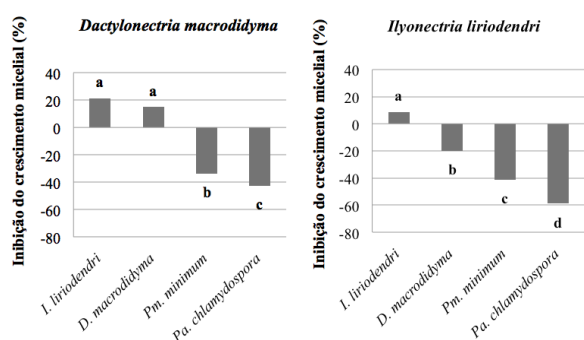 Dactylonectria macrodidyma
Inibição do crescimento micelial (%)
40
20
0
-20
-40
-60
-80
a
a
b
c
I. liriodendri
D. macrodidyma
Pm. minimum
Pa. chlamydospora
Ilyonectria liriodendri
Inibição do crescimento micelial (%)
40
20
0
-20
-40
-60
-80
a
b
c
d
I. liriodendri
D. macrodidyma
Pm. minimum
Pa. chlamydospora